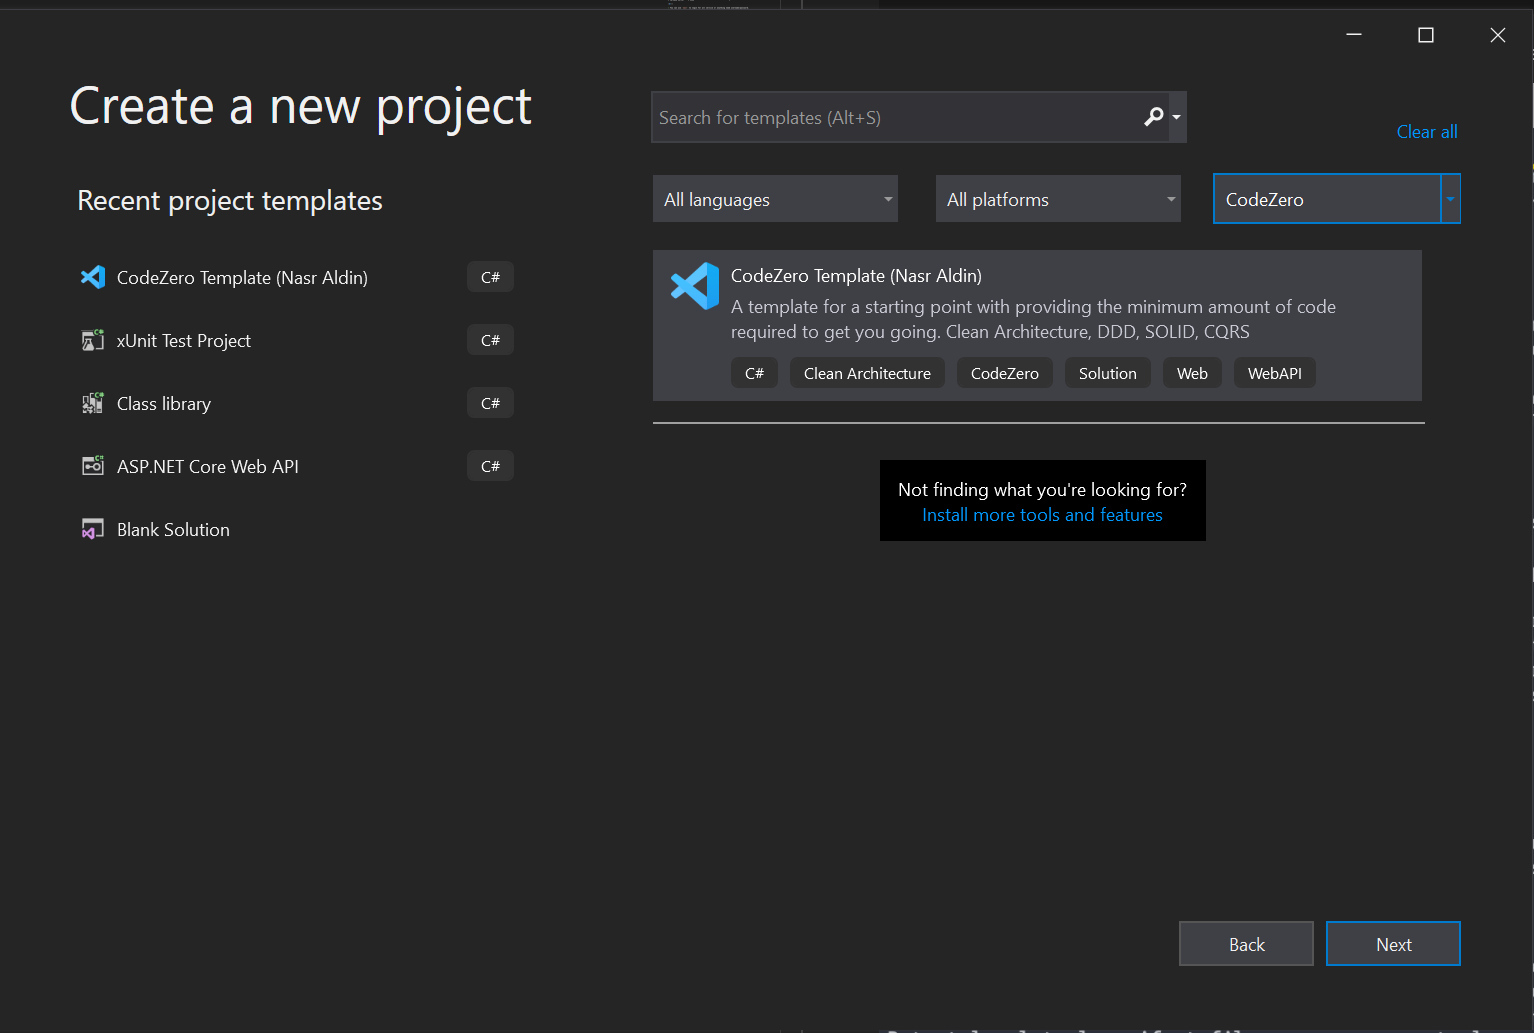 Create a new project
Search for templates (Alt+S)
Clear all
Recent project templates
All languages
All platforms
CodeZero
CodeZero Template (Nasr Aldin) C#
xUnit Test Project C#
Class library C#
ASP.NET Core Web API C#
Blank Solution
CodeZero Template (Nasr Aldin)
A template for a starting point with providing the minimum amount of code
required to get you going. Clean Architecture, DDD, SOLID, CQRS
C# Clean Architecture CodeZero Solution Web WebAPI
Not finding what you're looking for?
Install more tools and features
Back
Next